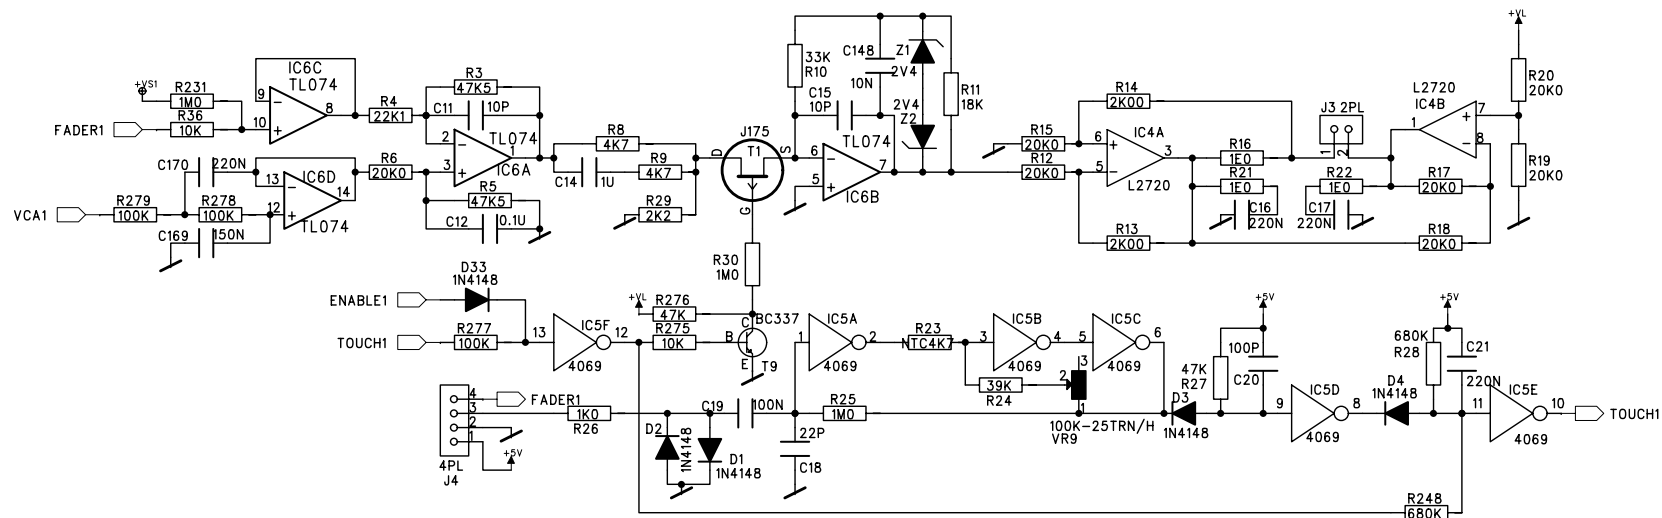 +VS1
R231
1M0
FADER1
R36
10K
9
10
8
IC6C
TL074
R4
22K1
R3
47K5
C11
10P
2
3
1
TL074
IC6A
C170
220N
VCA1
R279
100K
R278
100K
C169
150N
13
12
14
IC6D
TL074
R6
20K0
R5
47K5
C12
0.1U
R8
4K7
C14
1U
R9
4K7
R29
2K2
J175
T1
D
S
G
R30
1M0
33K
R10
C148
10N
C15
10P
Z1
2V4
2V4
Z2
R11
18K
TL074
6
5
7
IC6B
R15
20K0
R12
20K0
R14
2K00
6
5
3
IC4A
L2720
R13
2K00
R16
1E0
R21
1E0
C16
220N
J3 2PL
1
2
R22
1E0
C17
220N
L2720
IC4B
1
7
8
R17
20K0
R18
20K0
+VL
R20
20K0
R19
20K0
D33
1N4148
ENABLE1
TOUCH1
R277
100K
13
IC5F
12
4069
+VL
R276
47K
R275
10K
C
B
E
BC337
T9
1
IC5A
2
4069
R23
NTC4K7
3
IC5B
4
4069
5
IC5C
6
4069
39K
R24
3
2
1
100K-25TRN/H
VR9
4
3
2
1
4PL
J4
FADER1
+5V
1K0
R26
C19
100N
D2
1N4148
D1
1N4148
22P
C18
R25
1M0
D3
1N4148
47K
R27
+5V
100P
C20
9
IC5D
8
4069
D4
1N4148
680K
R28
+5V
C21
220N
11
IC5E
10
4069
TOUCH1
R248
680K